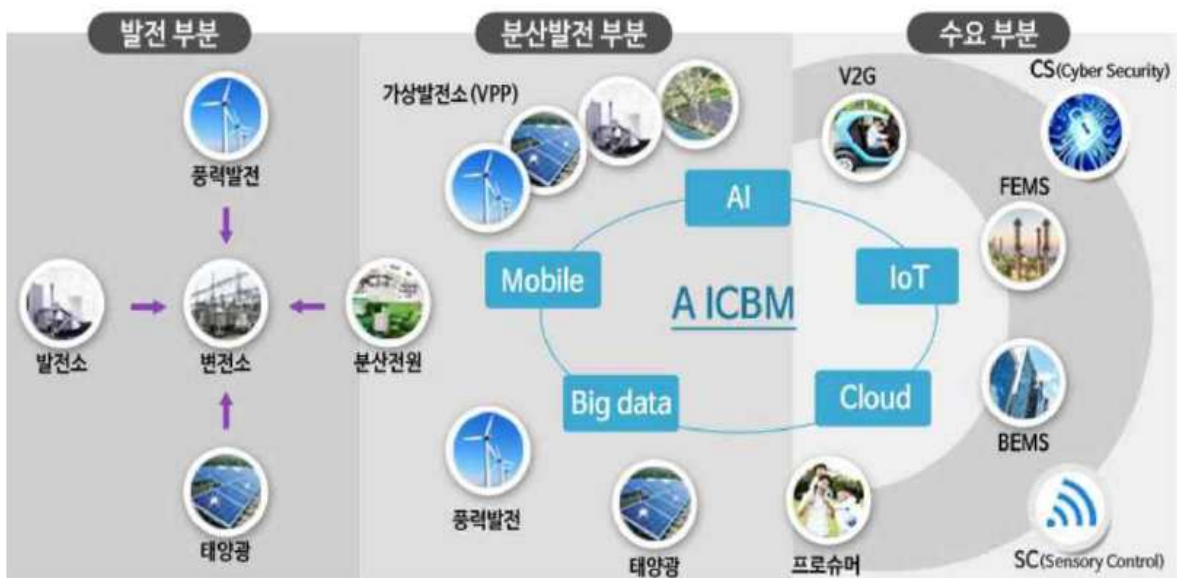 발전 부분
분산발전 부분
수요 부분
풍력발전
발전소
변전소
분산전원
태양광
가상발전소(VPP)
AI
Mobile
IoT
A ICBM
Big data
Cloud
풍력발전
태양광
V2G
CS(Cyber Security)
FEMS
BEMS
프로슈머
SC(Sensory Control)